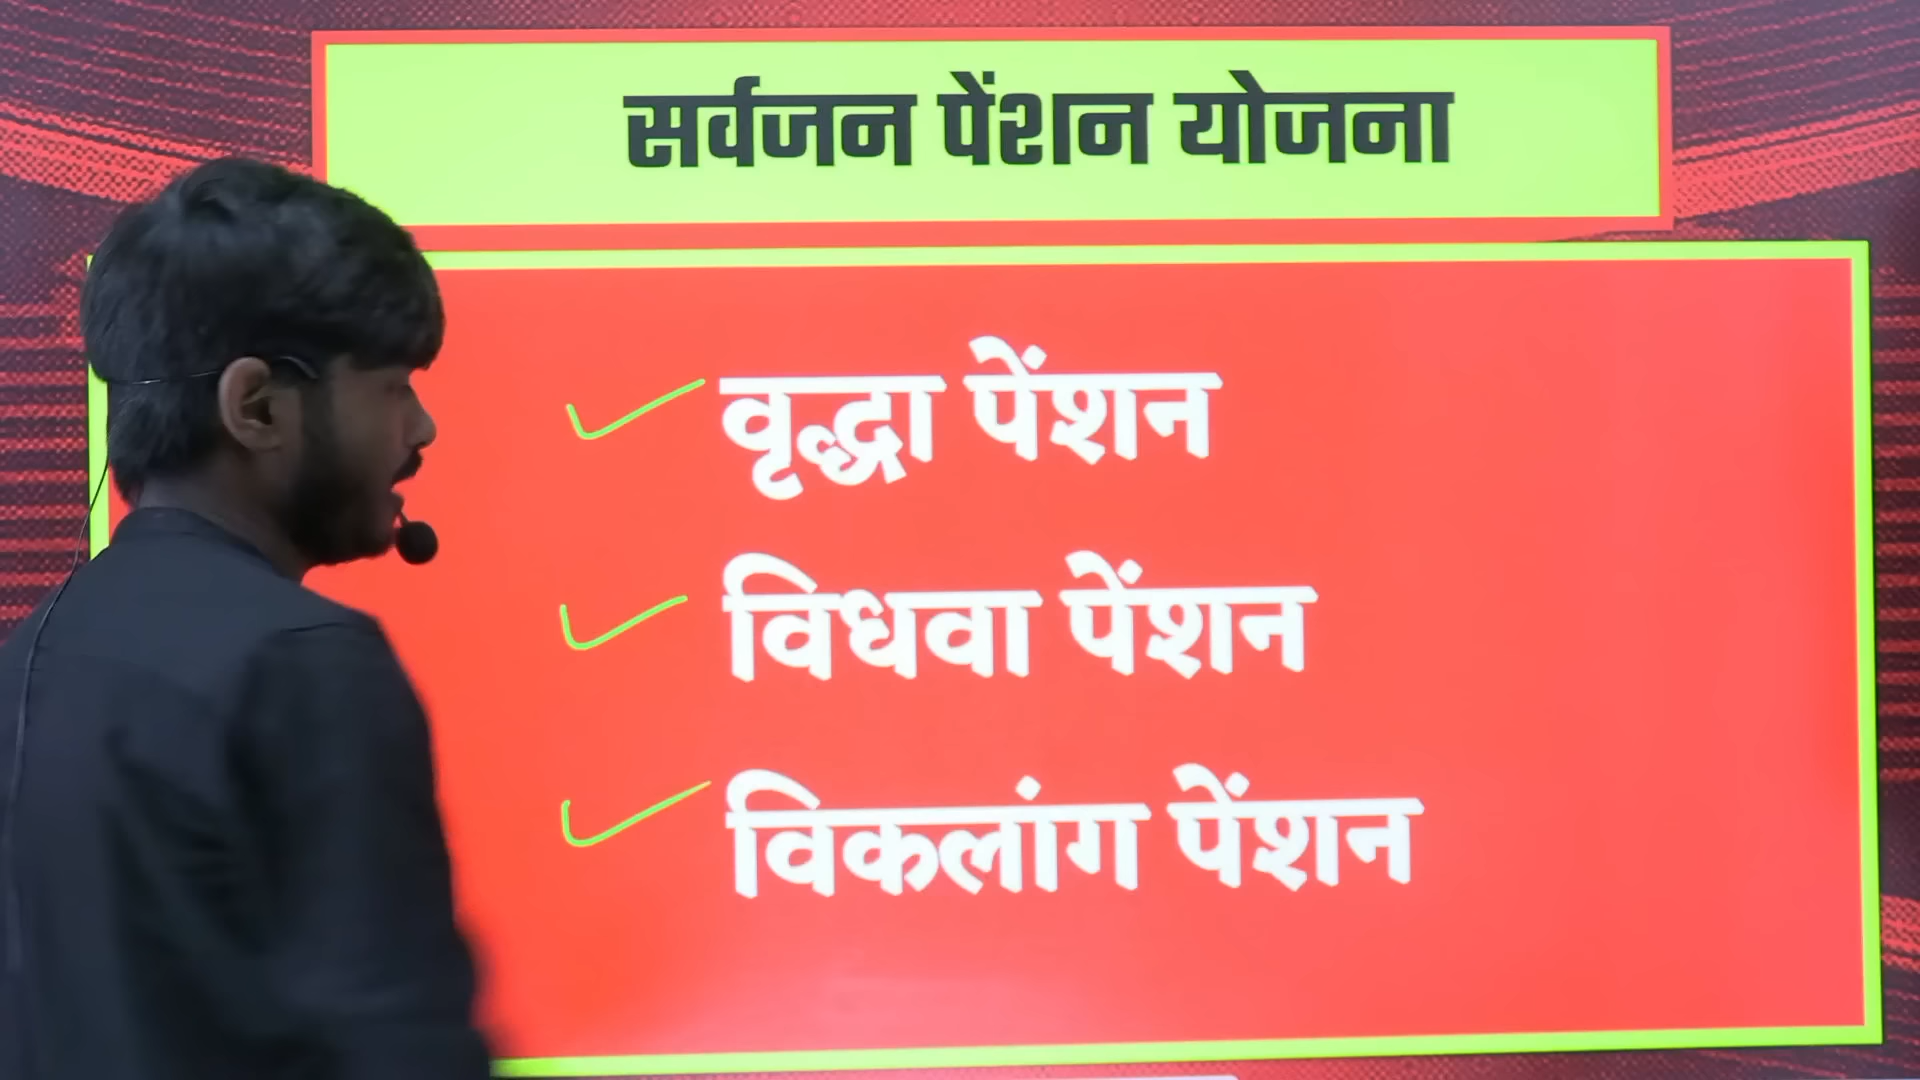 सर्वजन पेंशन योजना
वृद्धा पेंशन
विधवा पेंशन
विकलांग पेंशन